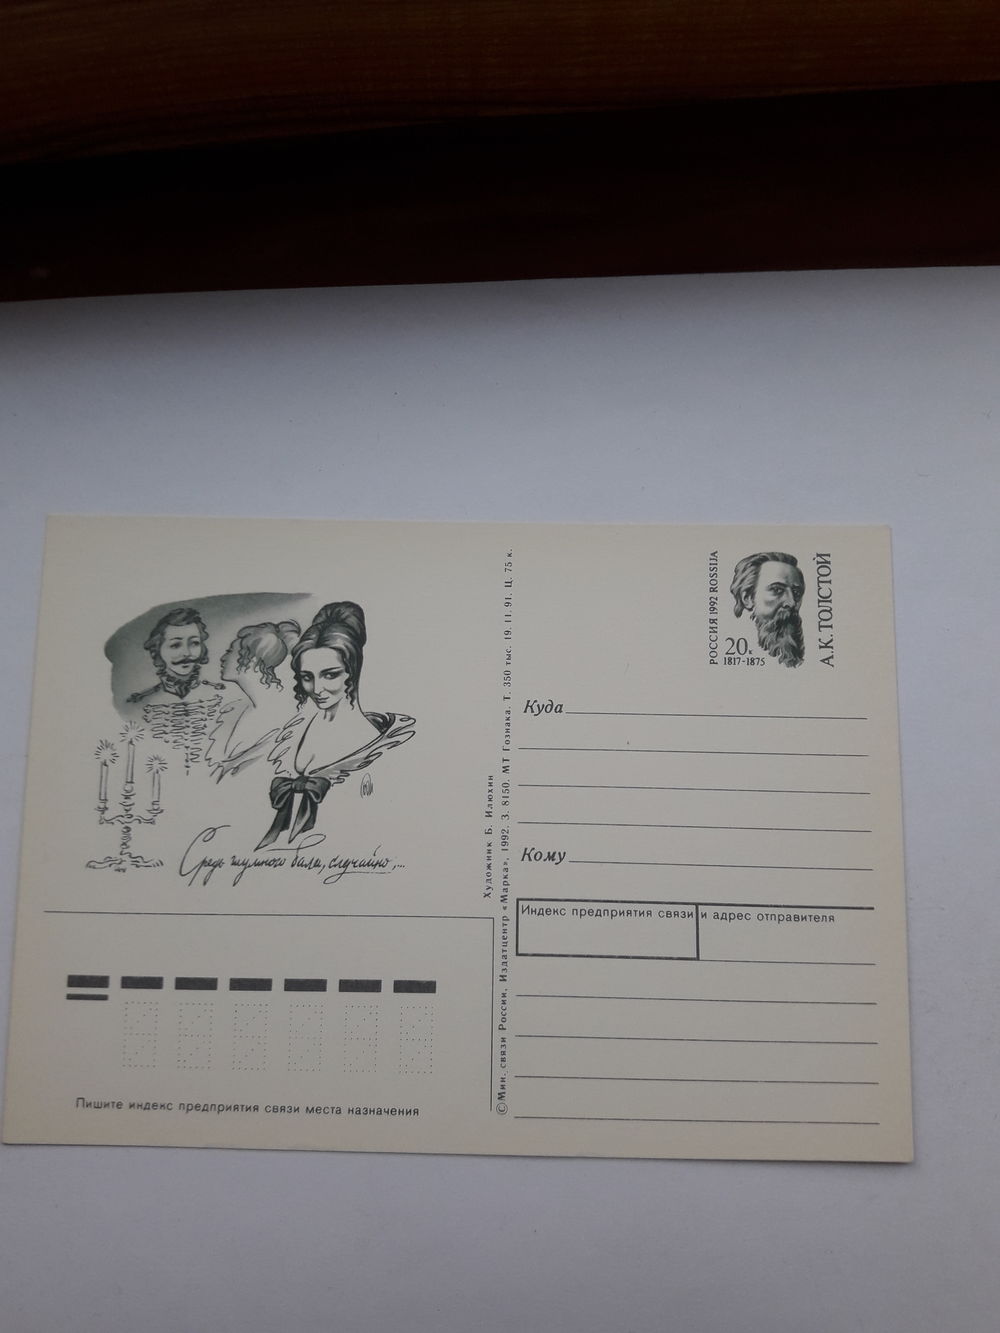 Средь шумного бала, случайно,...
Пишите индекс предприятия связи места назначения
Художник Б. Илюхин
© Мин. связи России, Издатцентр «Марка», 1992. З. 8150. МТ Гознака. Т. 350 тыс. 19. 11. 91. Ц. 75 к.
РОССИЯ 1992 ROSSIJA
20 к
1817-1875
А.К. ТОЛСТОЙ
Куда
Кому
Индекс предприятия связи и адрес отправителя